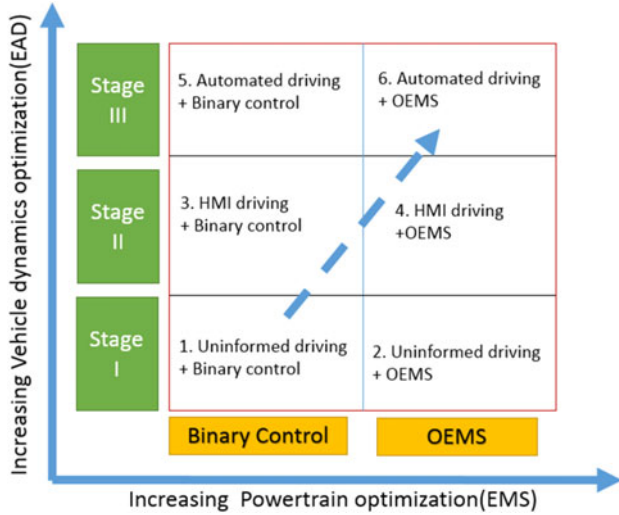 Increasing Vehicle dynamics optimization(EAD)
Stage
III
5. Automated driving
+ Binary control
6. Automated driving
+ OEMS
Stage
II
3. HMI driving
+ Binary control
4. HMI driving
+OEMS
Stage
I
1. Uninformed driving
+ Binary control
2. Uninformed driving
+ OEMS
Binary Control
OEMS
Increasing Powertrain optimization(EMS)